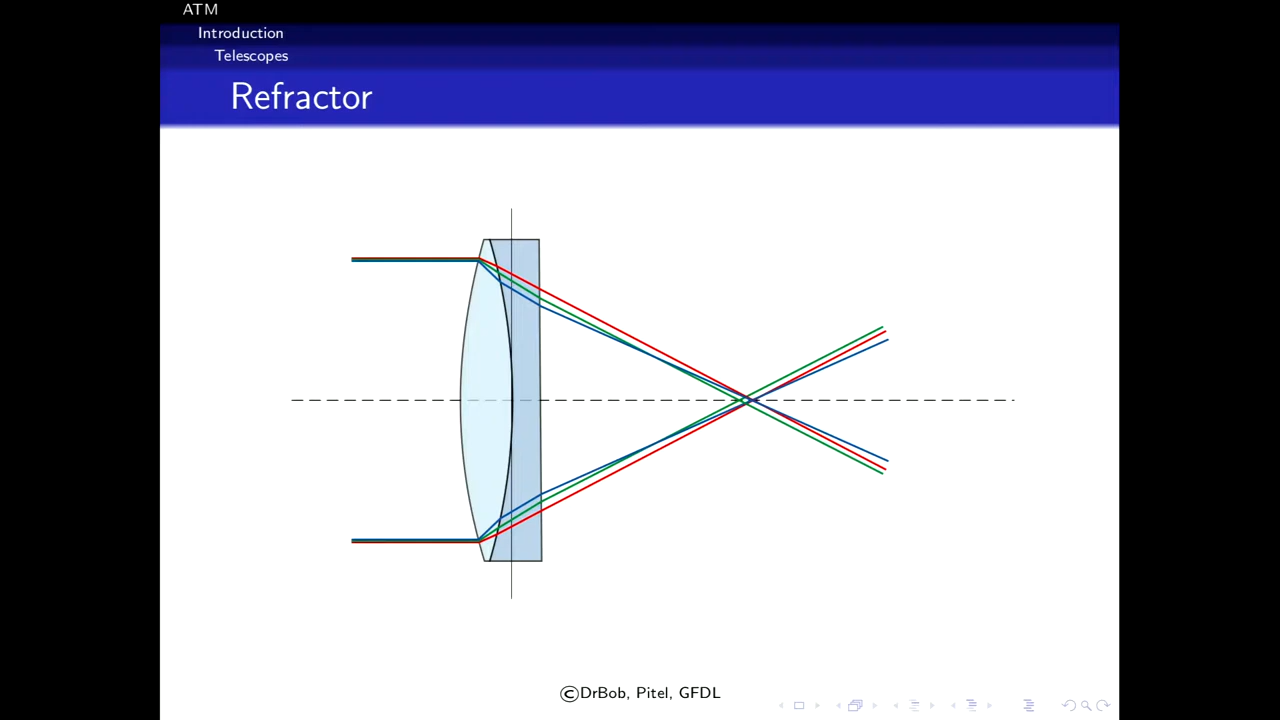 ATM
Introduction
Telescopes
Refractor
©DrBob, Pitel, GFDL